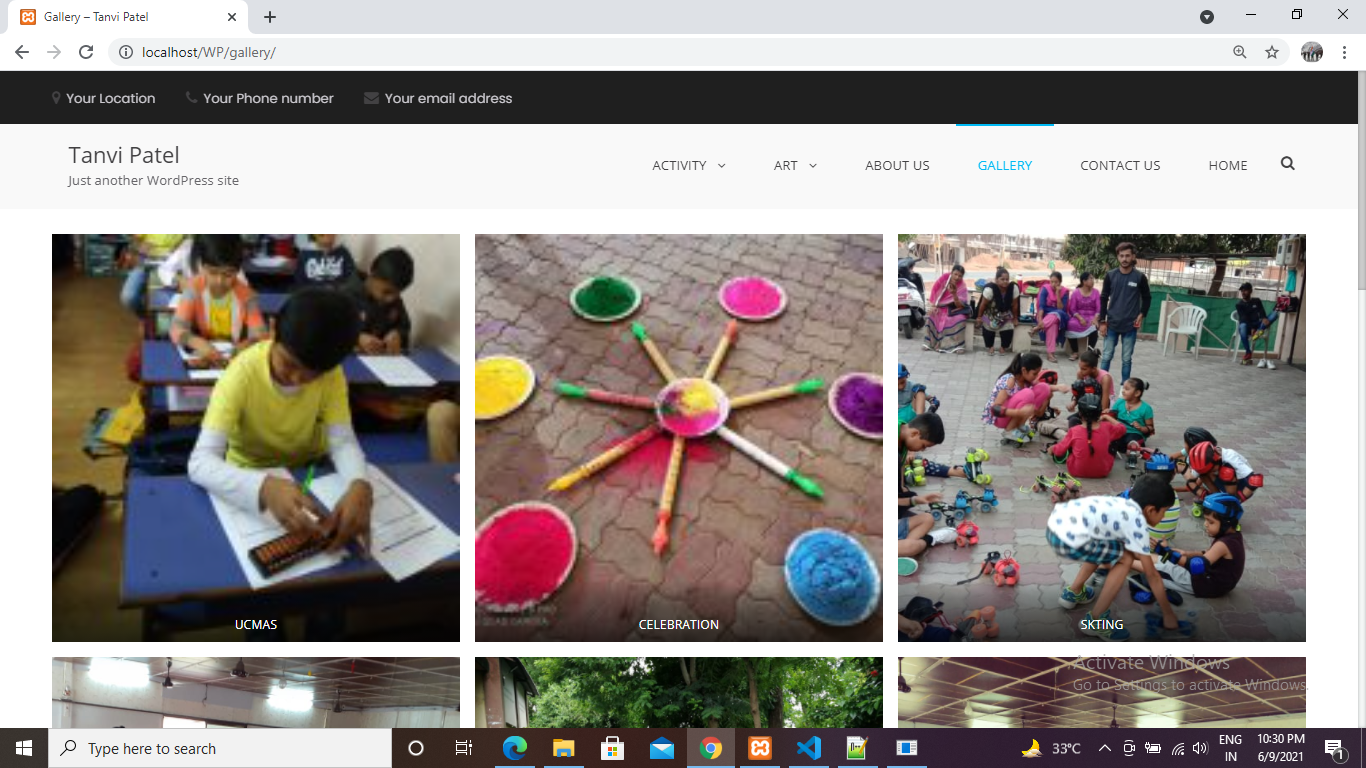 Gallery – Tanvi Patel
localhost/WP/gallery/
Your Location Your Phone number Your email address
Tanvi Patel
Just another WordPress site
ACTIVITY ART ABOUT US GALLERY CONTACT US HOME
UCMAS CELEBRATION SKTING
Activate Windows
Go to Settings to activate Windows.
Type here to search
33°C
ENG
IN
10:30 PM
6/9/2021
1